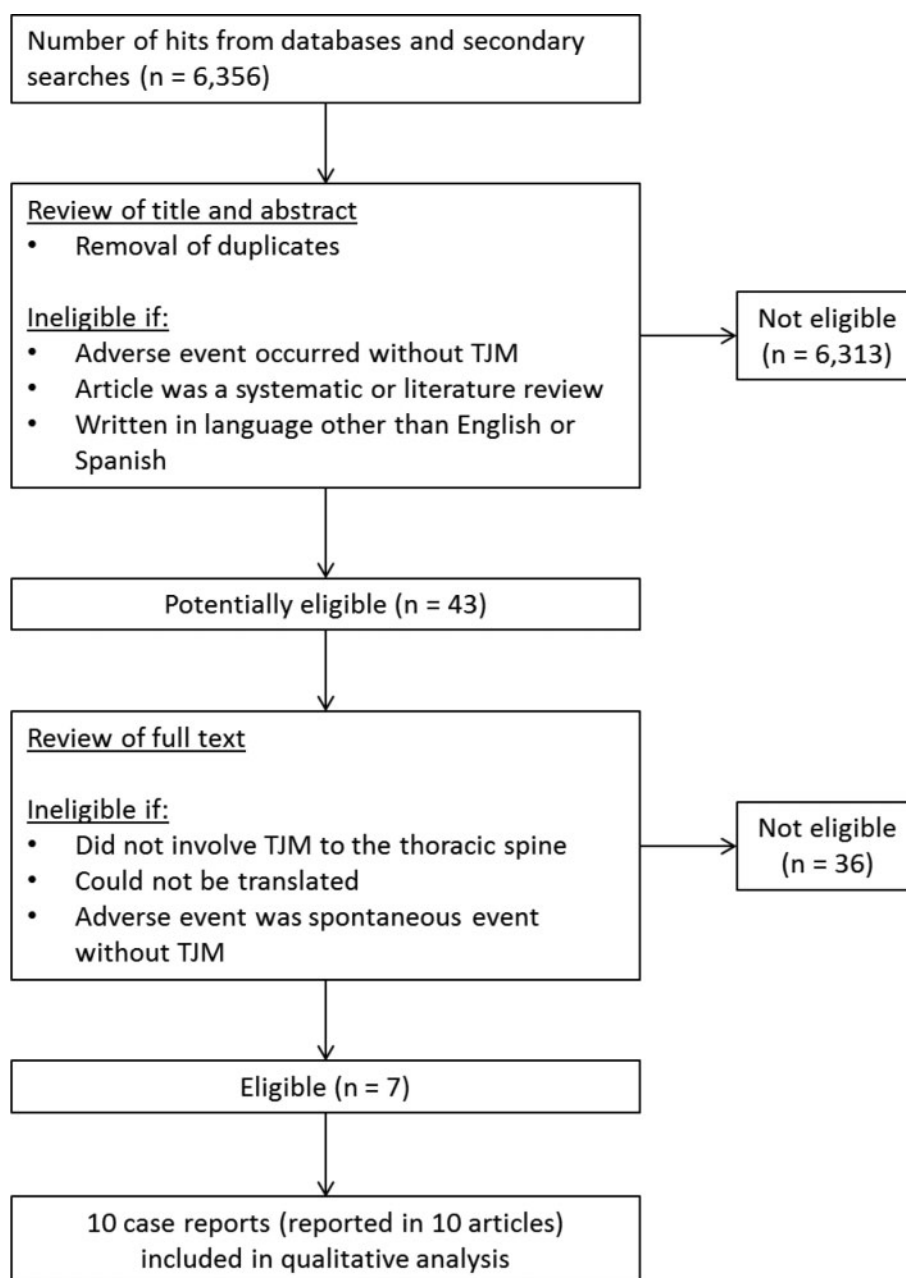 Number of hits from databases and secondary
searches (n = 6,356)
Review of title and abstract
• Removal of duplicates
Ineligible if:
• Adverse event occurred without TJM
• Article was a systematic or literature review
• Written in language other than English or
Spanish
Not eligible
(n = 6,313)
Potentially eligible (n = 43)
Review of full text
Ineligible if:
• Did not involve TJM to the thoracic spine
• Could not be translated
• Adverse event was spontaneous event
without TJM
Not eligible
(n = 36)
Eligible (n = 7)
10 case reports (reported in 10 articles)
included in qualitative analysis